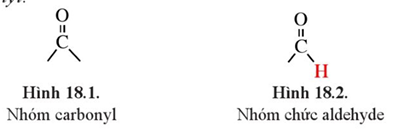 O O
C C
H
Hình 18.1. Hình 18.2.
Nhóm carbonyl Nhóm chức aldehyde